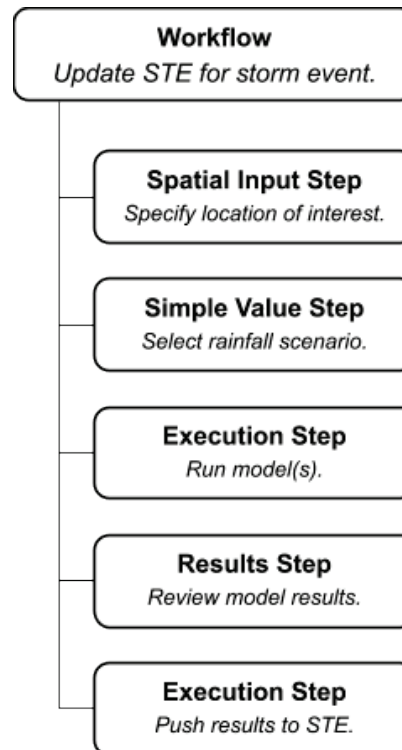 Workflow
Update STE for storm event.
Spatial Input Step
Specify location of interest.
Simple Value Step
Select rainfall scenario.
Execution Step
Run model(s).
Results Step
Review model results.
Execution Step
Push results to STE.